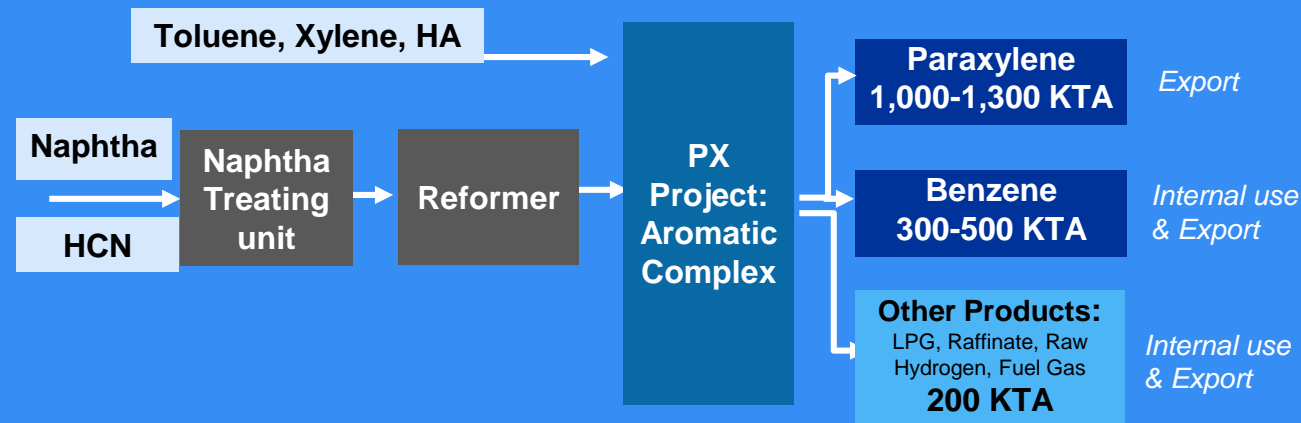 Toluene, Xylene, HA
Naphtha
HCN
Naphtha
Treating
unit
Reformer
PX
Project:
Aromatic
Complex
Paraxylene
1,000-1,300 KTA
Export
Benzene
300-500 KTA
Internal use
& Export
Other Products:
LPG, Raffinate, Raw
Hydrogen, Fuel Gas
200 KTA
Internal use
& Export